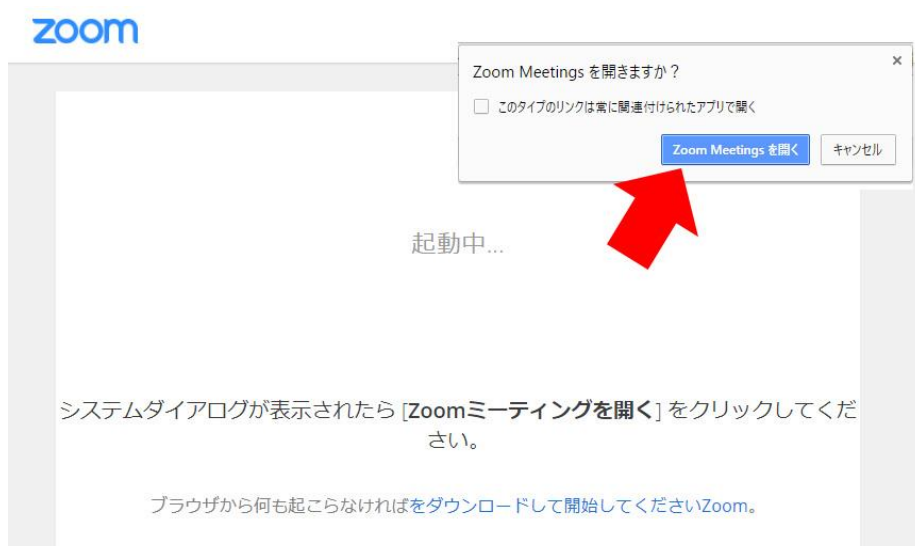 zoom
Zoom Meetings を開きますか？
×
このタイプのリンクは常に関連付けられたアプリで開く
Zoom Meetings を開く
キャンセル
起動中...
システムダイアログが表示されたら [Zoomミーティングを開く] をクリックしてくだ
さい。
ブラウザから何も起こらなければをダウンロードして開始してくださいZoom。